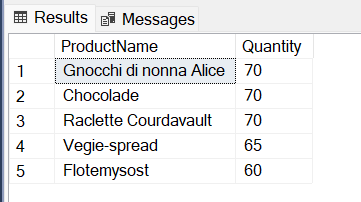 Results Messages
ProductName Quantity
1 Gnocchi di nonna Alice 70
2 Chocolade 70
3 Raclette Courdavault 70
4 Vegie-spread 65
5 Flotemysost 60